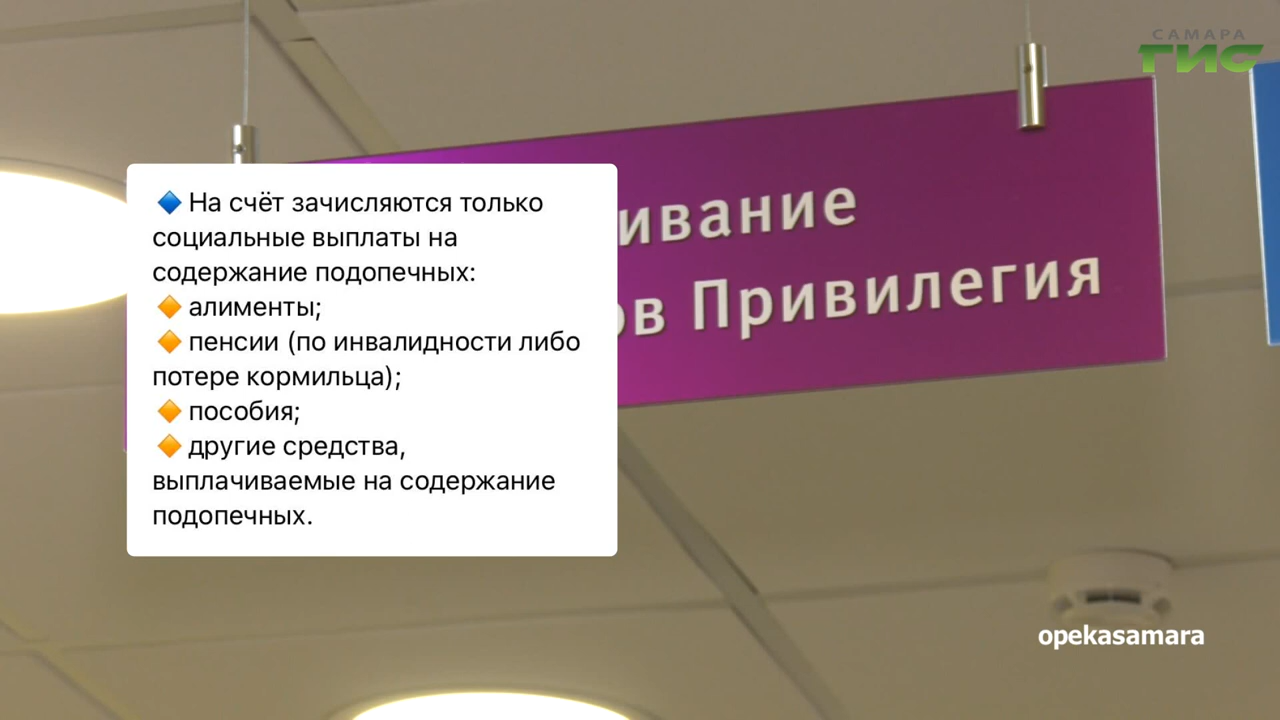 САМАРА
ГИС
🔷 На счёт зачисляются только
социальные выплаты на
содержание подопечных:
🔶 алименты;
🔶 пенсии (по инвалидности либо
потере кормильца);
🔶 пособия;
🔶 другие средства,
выплачиваемые на содержание
подопечных.
ивание
ов Привилегия
opekasamara